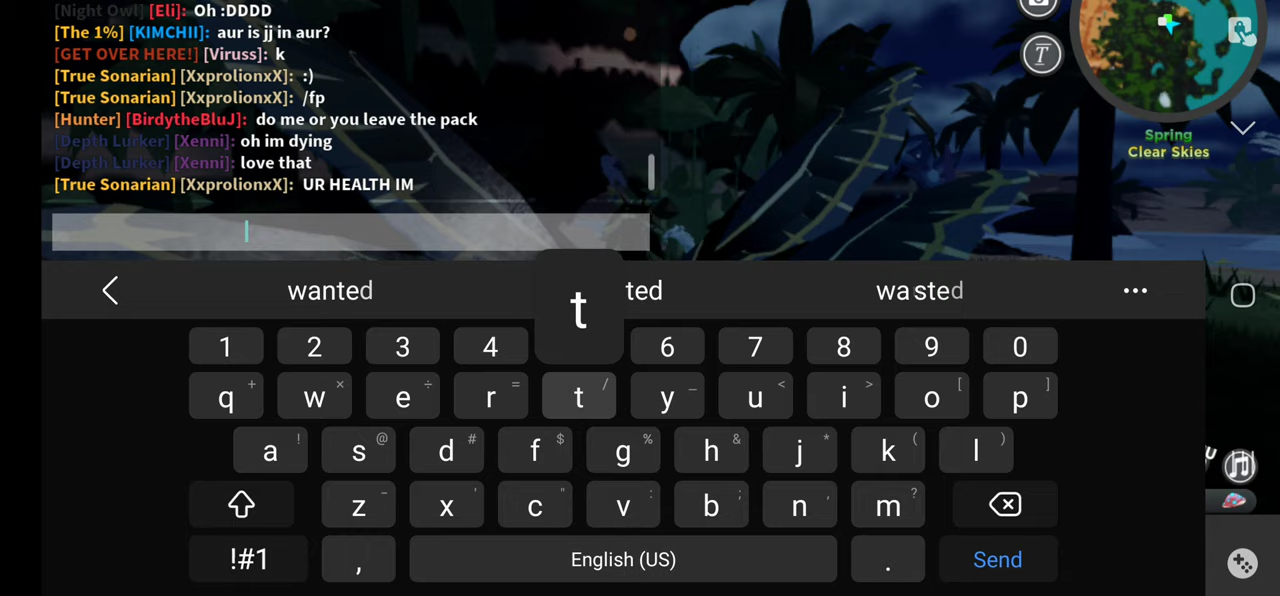 [Night Owl] [Eli]: Oh :DDDD
[The 1%] [KIMCHII]: aur is jj in aur?
[GET OVER HERE!] [Viruss]: k
[True Sonarian] [XxprolionxX]: :)
[True Sonarian] [XxprolionxX]: /fp
[Hunter] [BirdytheBluJ]: do me or you leave the pack
[Depth Lurker] [Xenni]: oh im dying
[Depth Lurker] [Xenni]: love that
[True Sonarian] [XxprolionxX]: UR HEALTH IM
T
Spring
Clear Skies
wanted t ted wasted
1 2 3 4 6 7 8 9 0
q + w × e ÷ r = t / y _ u < i > o [ p ]
a ! s @ d # f $ g % h & j * k ( l )
z - x ' c " v : b ; n , m ?
!#1 , English (US) . Send